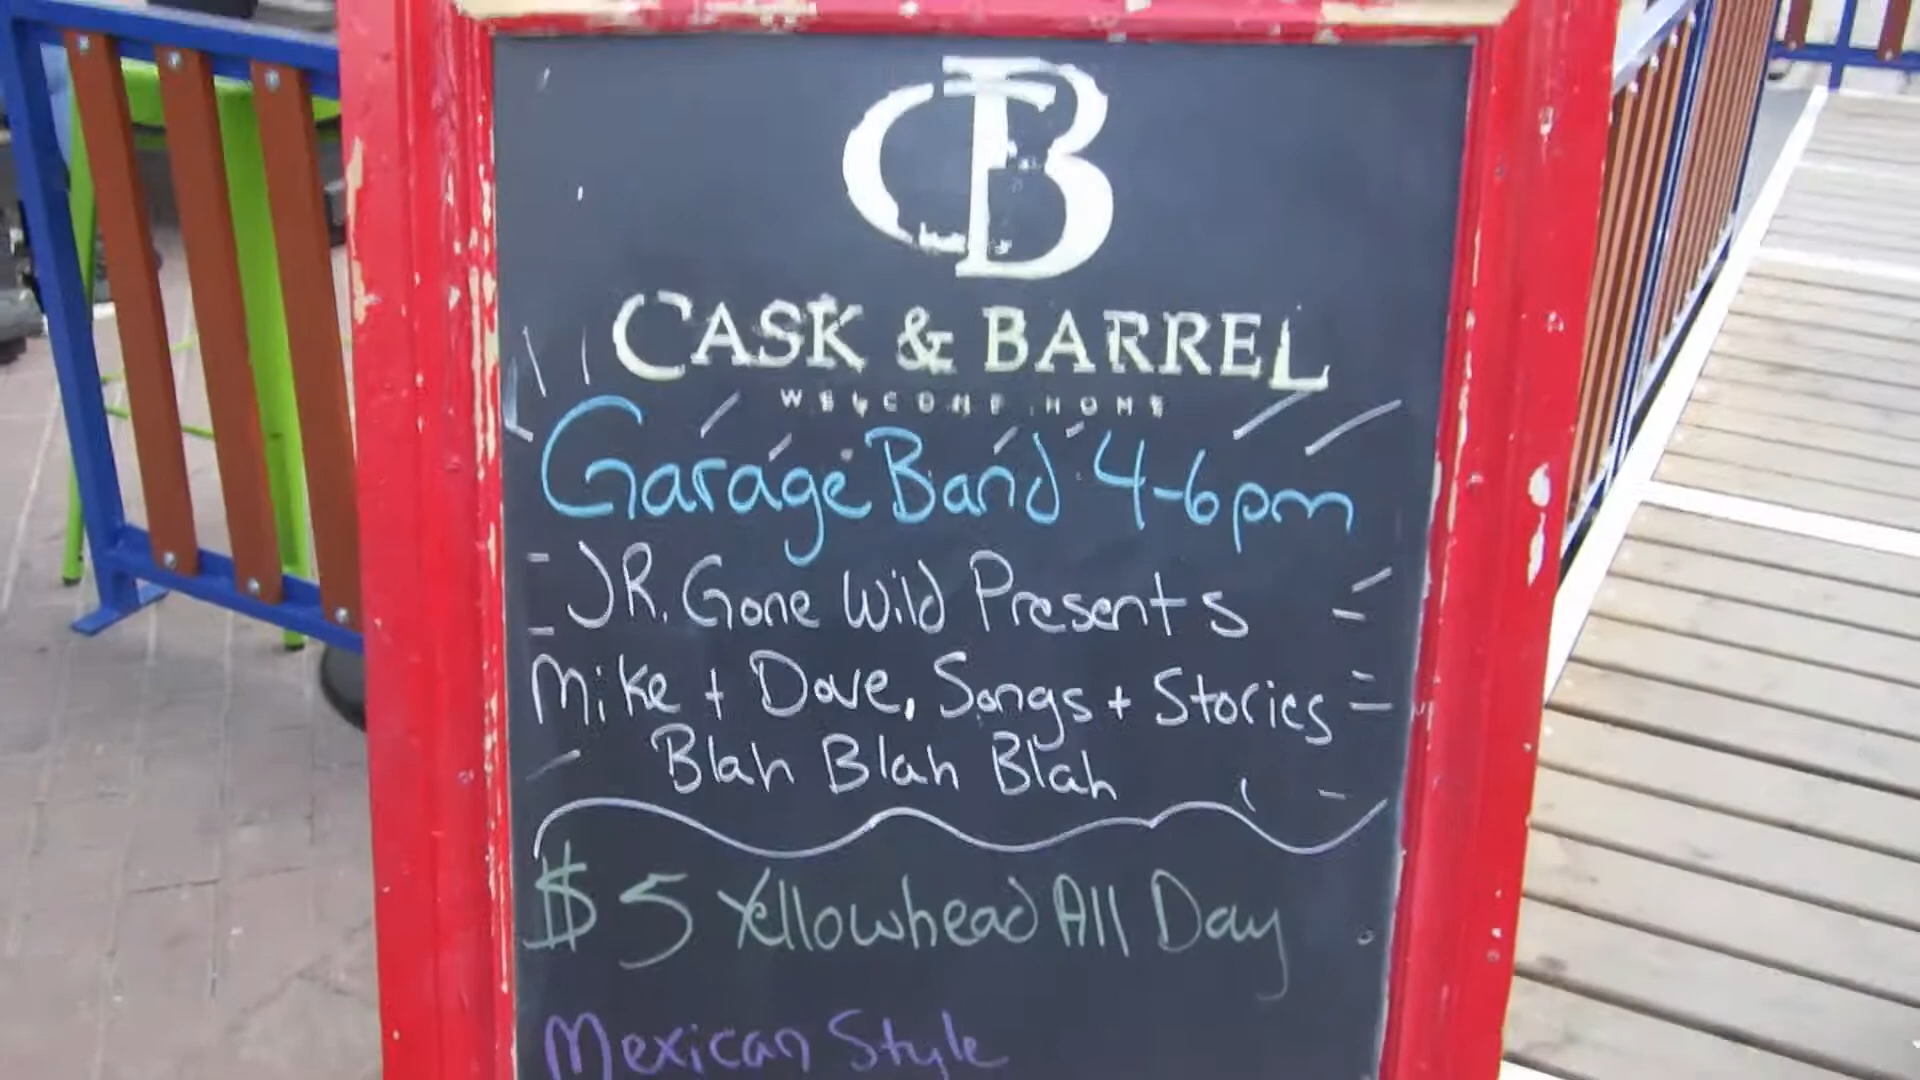 CB
CASK & BARREL
WELCOME HOME
Garage Band 4-6pm
JR. Gone Wild Presents
Mike + Dave, Songs + Stories
Blah Blah Blah
$5 Yellowhead All Day
Mexican Style